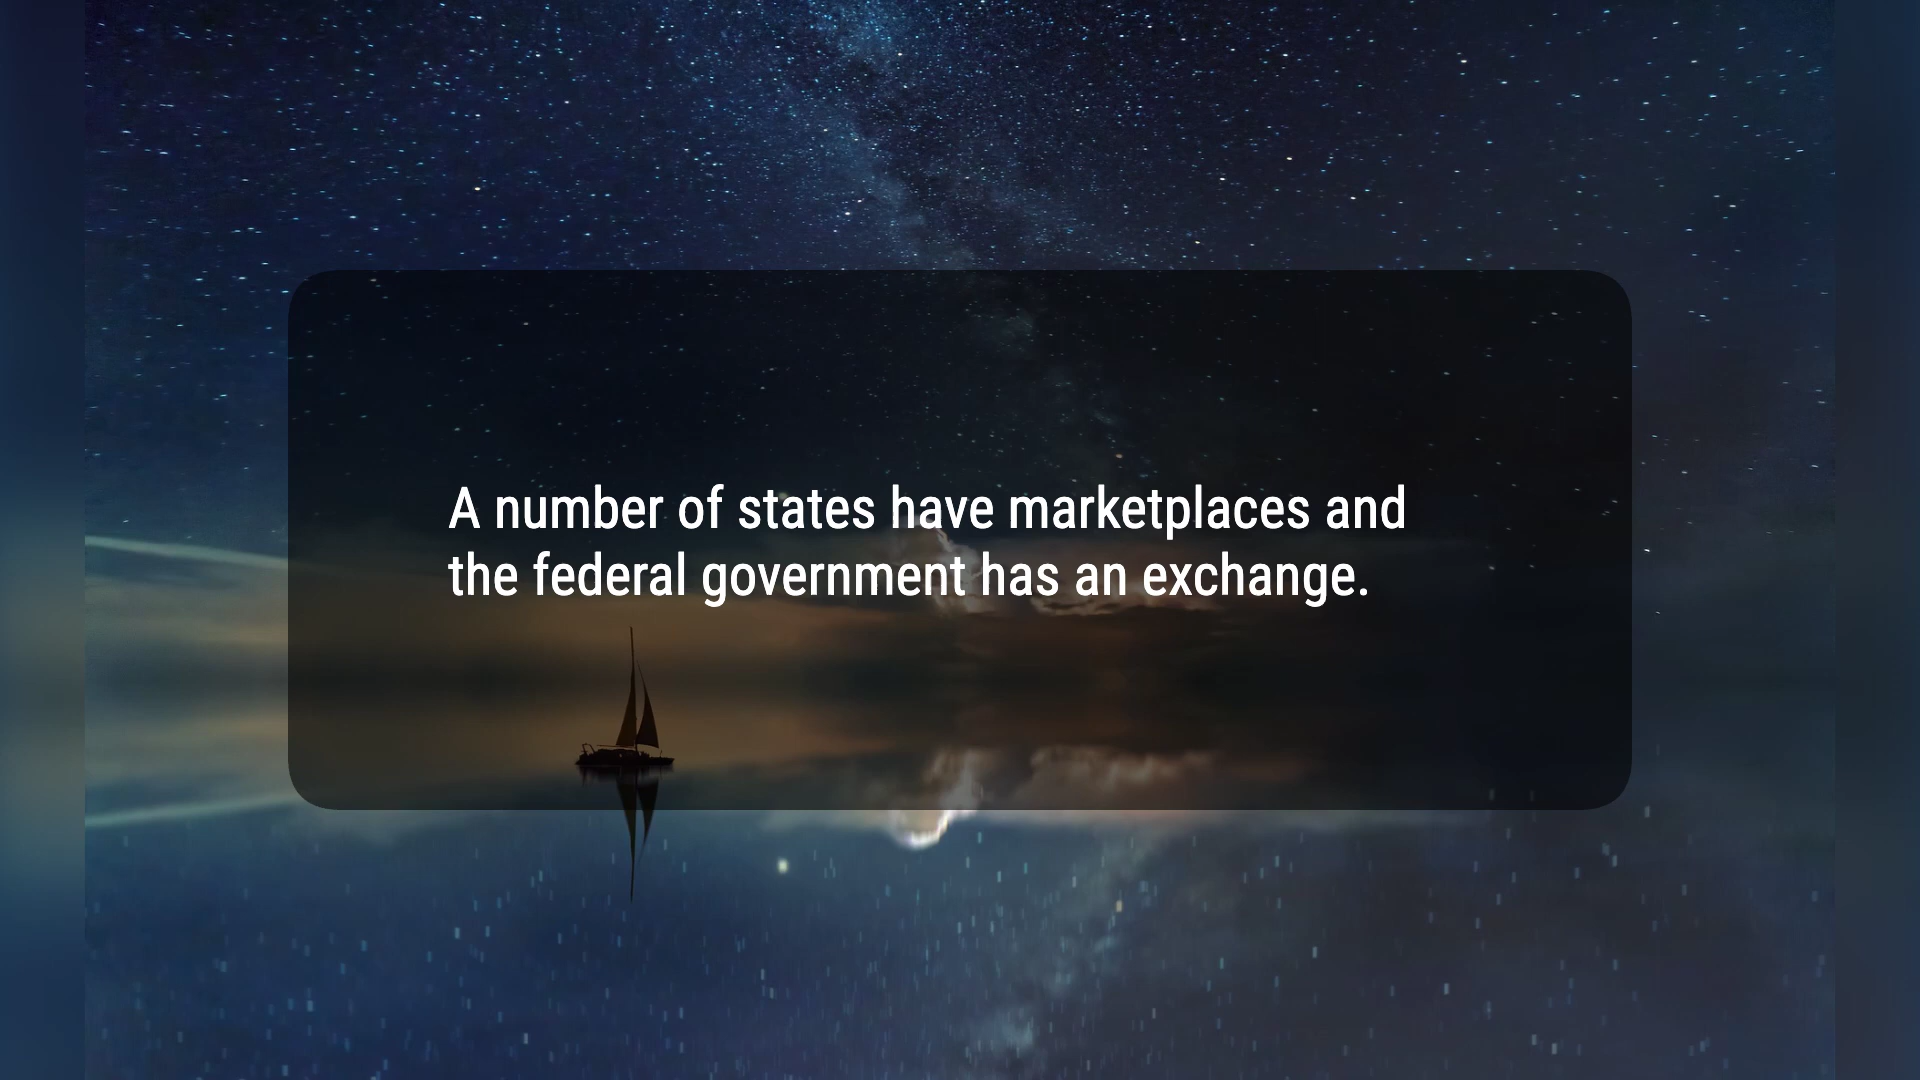 A number of states have marketplaces and
the federal government has an exchange.